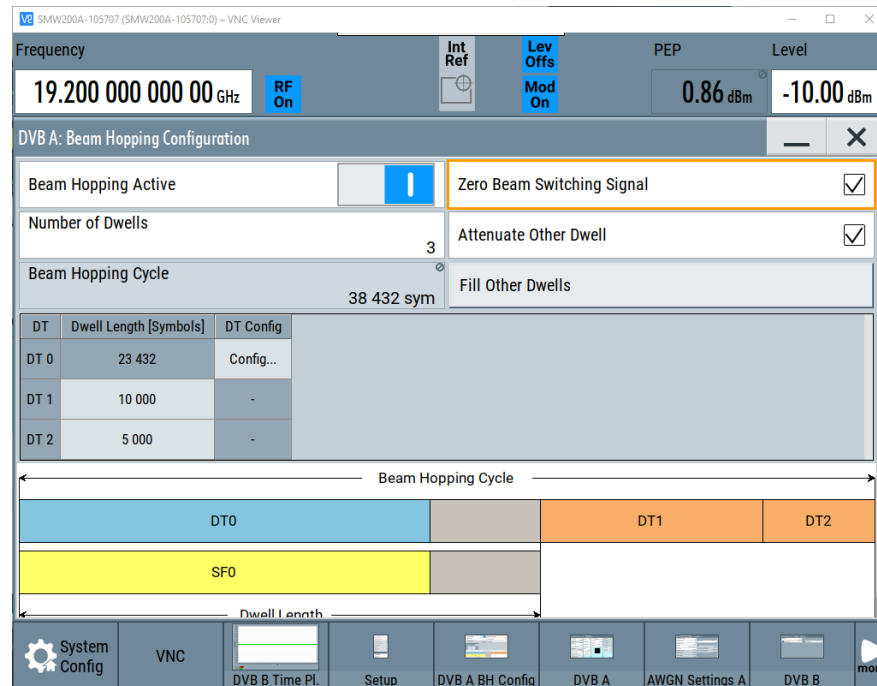 SMW200A-105707 (SMW200A-105707:0) – VNC Viewer
Frequency Int Ref Lev Offs PEP Level
19.200 000 000 00 GHz RF On Mod On 0.86 dBm -10.00 dBm
DVB A: Beam Hopping Configuration
Beam Hopping Active Zero Beam Switching Signal
Number of Dwells
3 Attenuate Other Dwell
Beam Hopping Cycle
38 432 sym Fill Other Dwells
DT Dwell Length [Symbols] DT Config
DT 0 23 432 Config...
DT 1 10 000 -
DT 2 5 000 -
Beam Hopping Cycle
DT0 DT1 DT2
SF0
Dwell Length
System Config VNC DVB B Time Pl. Setup DVB A BH Config DVB A AWGN Settings A DVB B